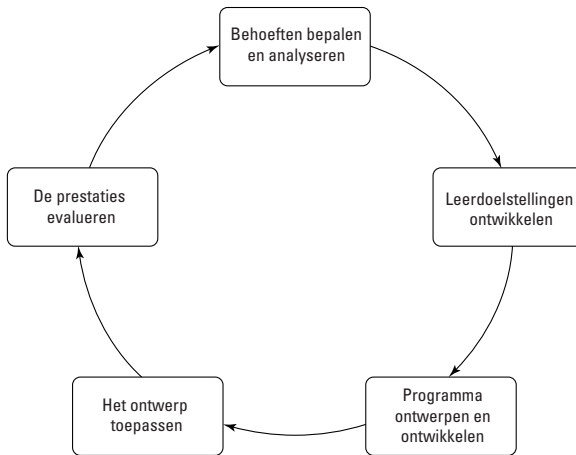 Behoeften bepalen
en analyseren
Leerdoelstellingen
ontwikkelen
Programma
ontwerpen en
ontwikkelen
Het ontwerp
toepassen
De prestaties
evalueren